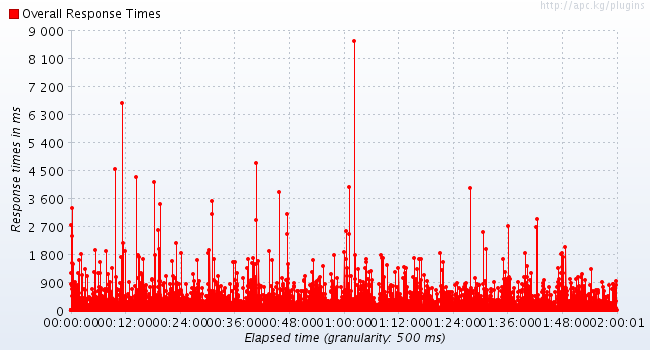 http://apc.kg/plugins
Overall Response Times
9 000
8 100
7 200
6 300
5 400
4 500
3 600
2 700
1 800
900
0
Response times in ms
00:00:00 00:12:00 00:24:00 00:36:00 00:48:00 01:00:00 01:12:00 01:24:00 01:36:00 01:48:00 02:00:01
Elapsed time (granularity: 500 ms)